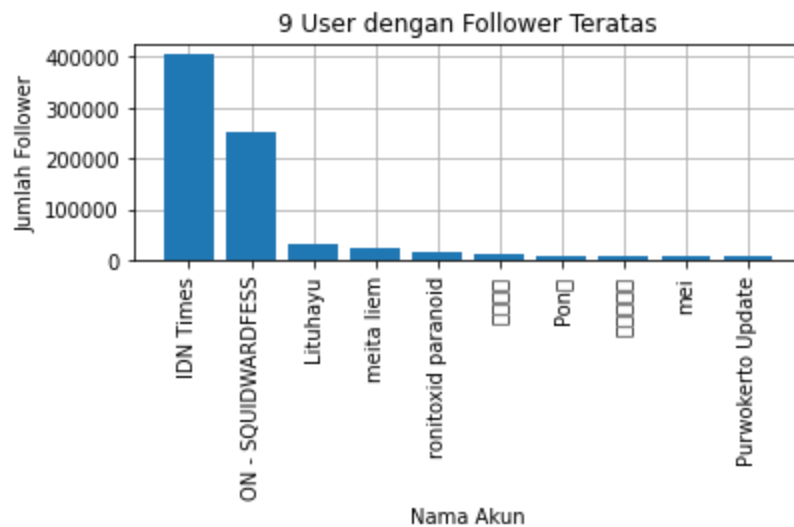 9 User dengan Follower Teratas
Jumlah Follower
400000
300000
200000
100000
0
IDN Times
ON - SQUIDWARDFESS
Lituhayu
meita liem
ronitoxid paranoid
□□□□
Pon□
□□□□□
mei
Purwokerto Update
Nama Akun